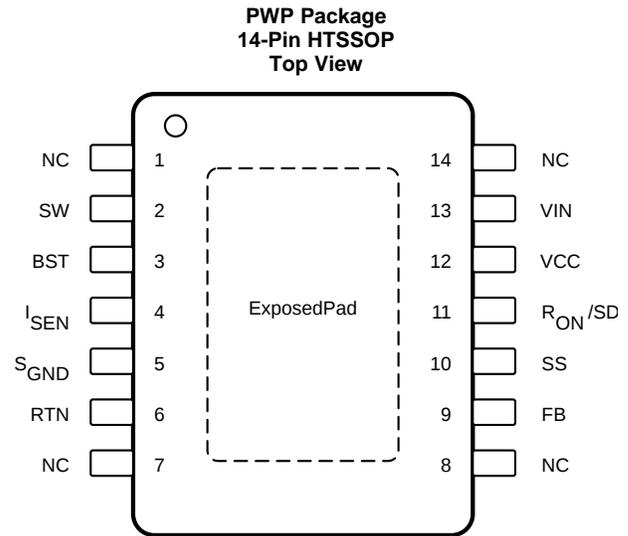 PWP Package
14-Pin HTSSOP
Top View
NC 1 14 NC
SW 2 13 VIN
BST 3 12 VCC
ISEN 4 ExposedPad 11 RON/SD
SGND 5 10 SS
RTN 6 9 FB
NC 7 8 NC